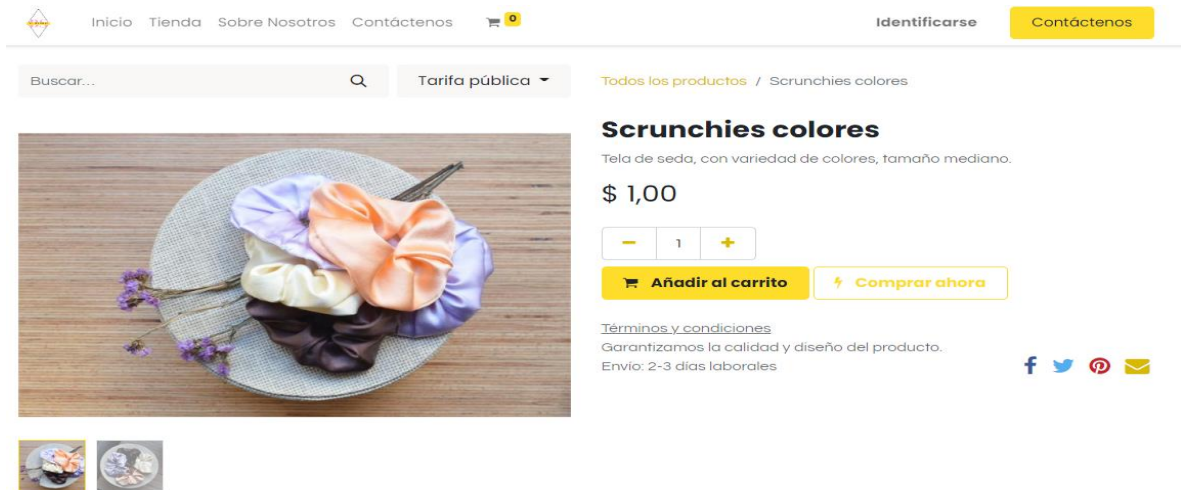 Inicio Tienda Sobre Nosotros Contáctenos 0 Identificarse Contáctenos
Buscar... Tarifa pública
Todos los productos / Scrunchies colores
Scrunchies colores
Tela de seda, con variedad de colores, tamaño mediano.
$ 1,00
1
Añadir al carrito Comprar ahora
Términos y condiciones
Garantizamos la calidad y diseño del producto.
Envío: 2-3 días laborales